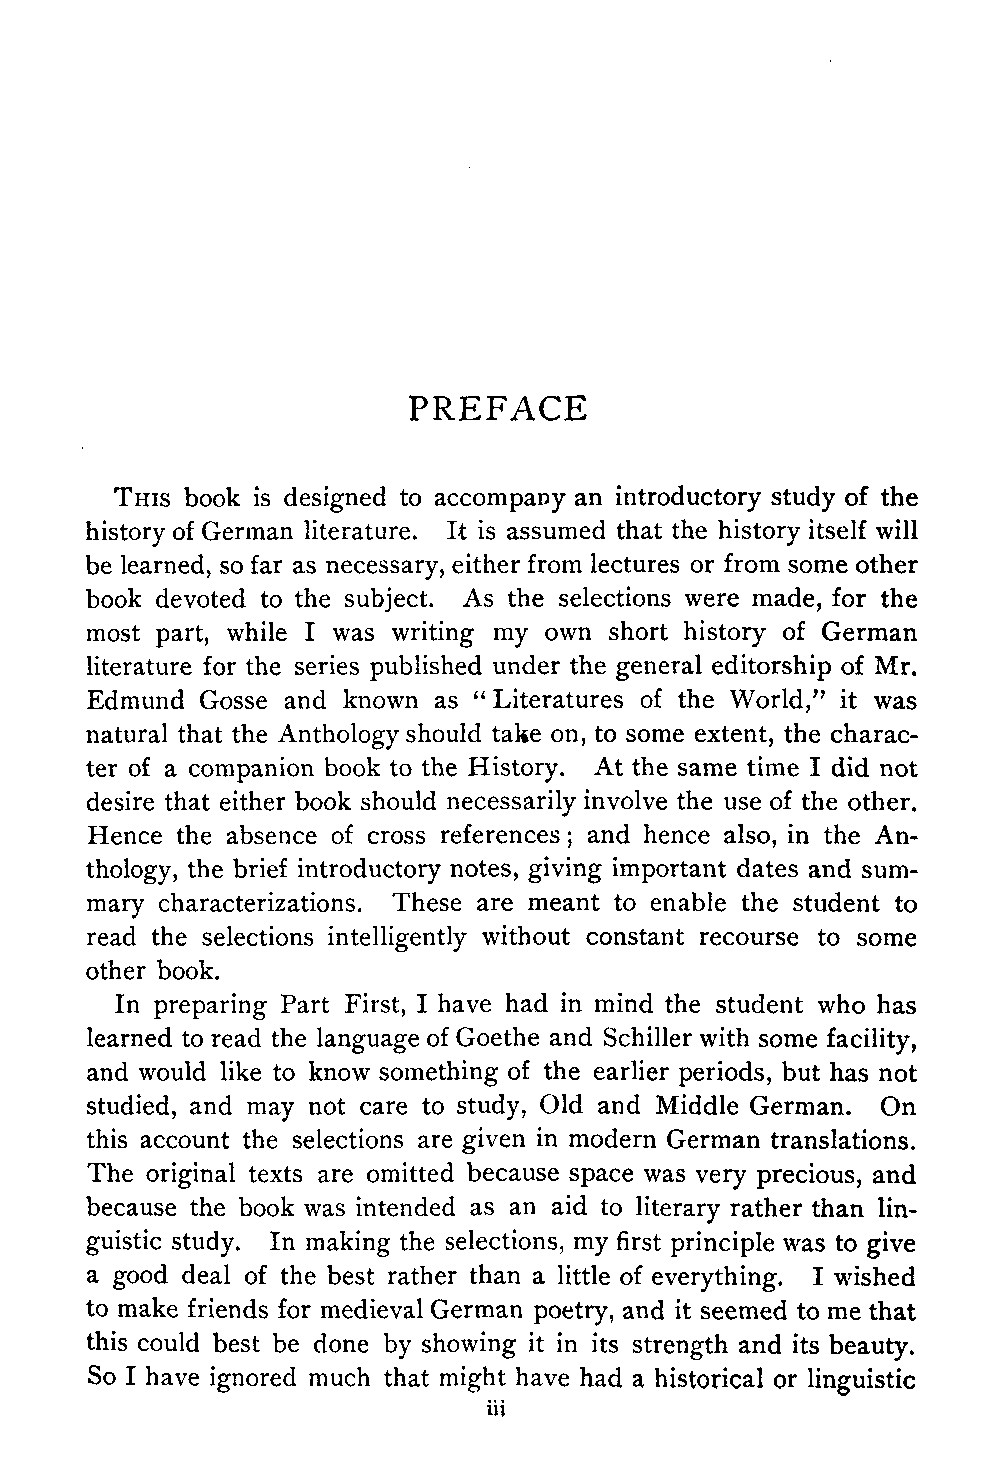 PREFACE
This book is designed to accompany an introductory study of the
history of German literature. It is assumed that the history itself will
be learned, so far as necessary, either from lectures or from some other
book devoted to the subject. As the selections were made, for the
most part, while I was writing my own short history of German
literature for the series published under the general editorship of Mr.
Edmund Gosse and known as “Literatures of the World,” it was
natural that the Anthology should take on, to some extent, the charac-
ter of a companion book to the History. At the same time I did not
desire that either book should necessarily involve the use of the other.
Hence the absence of cross references; and hence also, in the An-
thology, the brief introductory notes, giving important dates and sum-
mary characterizations. These are meant to enable the student to
read the selections intelligently without constant recourse to some
other book.
In preparing Part First, I have had in mind the student who has
learned to read the language of Goethe and Schiller with some facility,
and would like to know something of the earlier periods, but has not
studied, and may not care to study, Old and Middle German. On
this account the selections are given in modern German translations.
The original texts are omitted because space was very precious, and
because the book was intended as an aid to literary rather than lin-
guistic study. In making the selections, my first principle was to give
a good deal of the best rather than a little of everything. I wished
to make friends for medieval German poetry, and it seemed to me that
this could best be done by showing it in its strength and its beauty.
So I have ignored much that might have had a historical or linguistic
iii